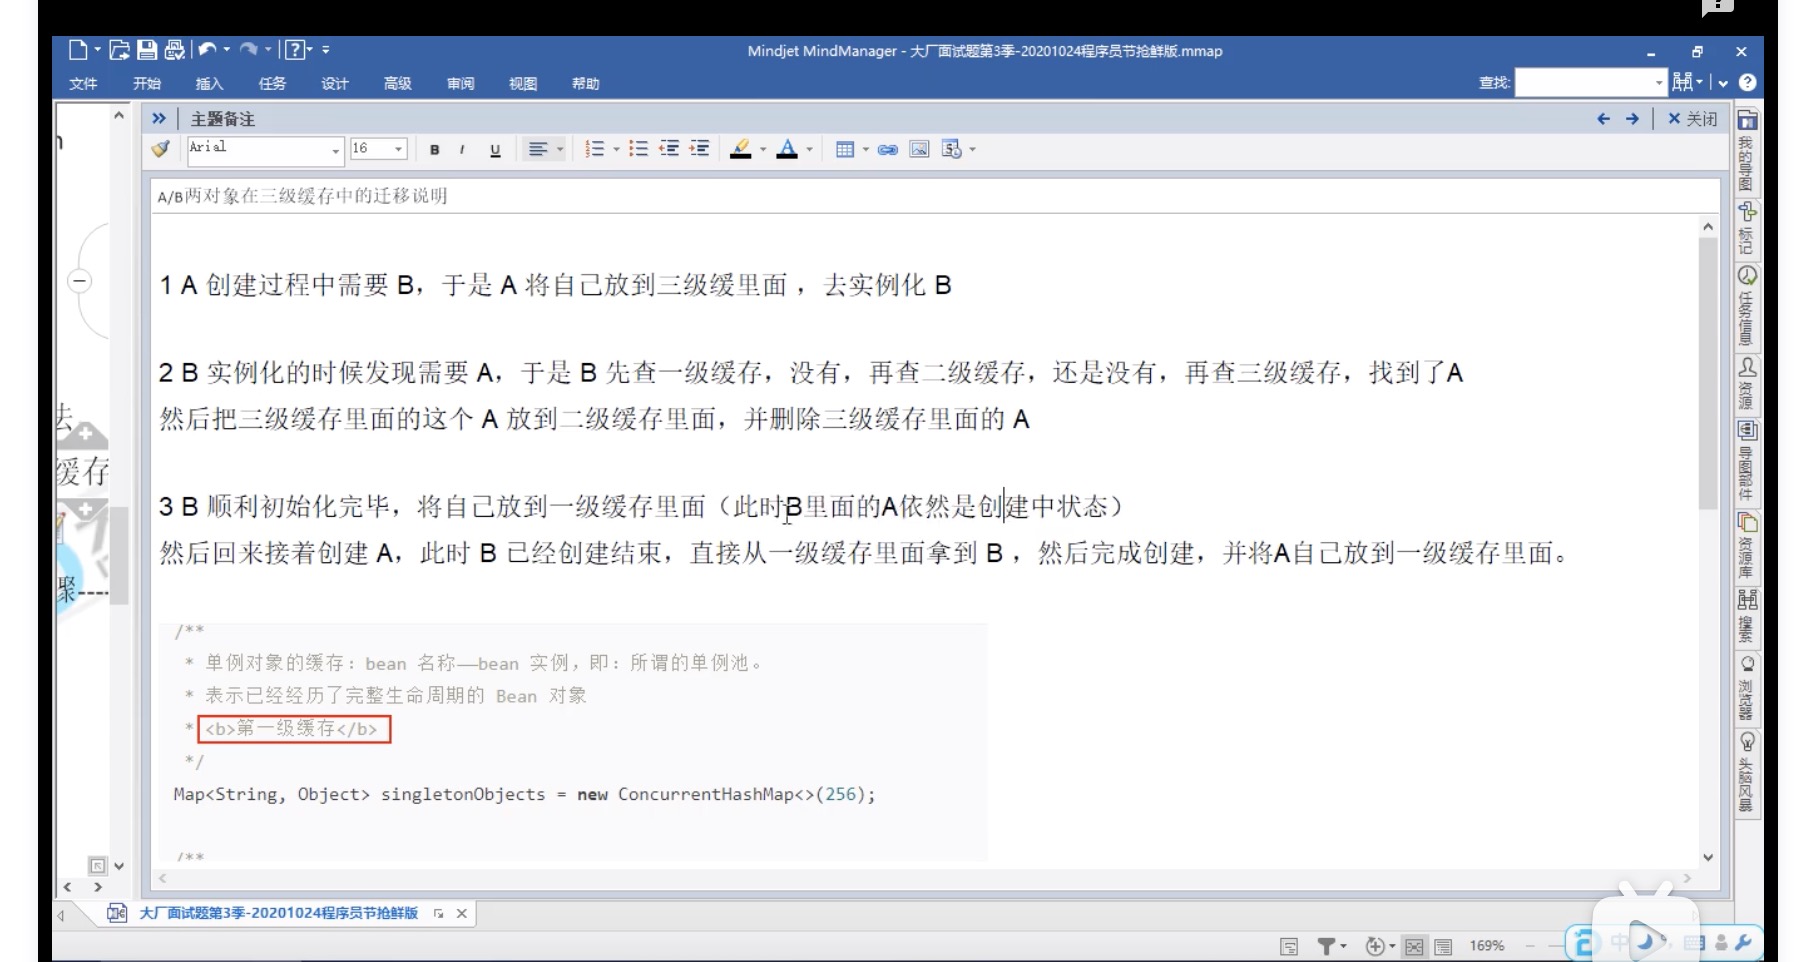 Mindjet MindManager - 大厂面试题第3季-20201024程序员节抢鲜版.mmap
文件 开始 插入 任务 设计 高级 审阅 视图 帮助
查找:
主题备注
关闭
Arial 16 B I U
A/B两对象在三级缓存中的迁移说明
1 A 创建过程中需要 B，于是 A 将自己放到三级缓里面 ，去实例化 B
2 B 实例化的时候发现需要 A，于是 B 先查一级缓存，没有，再查二级缓存，还是没有，再查三级缓存，找到了A
然后把三级缓存里面的这个 A 放到二级缓存里面，并删除三级缓存里面的 A
3 B 顺利初始化完毕，将自己放到一级缓存里面（此时B里面的A依然是创建中状态）
然后回来接着创建 A，此时 B 已经创建结束，直接从一级缓存里面拿到 B ，然后完成创建，并将A自己放到一级缓存里面。
/**
* 单例对象的缓存: bean 名称——bean 实例，即: 所谓的单例池。
* 表示已经经历了完整生命周期的 Bean 对象
* <b>第一级缓存</b>
*/
Map<String, Object> singletonObjects = new ConcurrentHashMap<>(256);
/**
法
缓存
聚----
我的导图
标记
任务信息
资源
导图部件
资源库
搜索
浏览器
头脑风暴
大厂面试题第3季-20201024程序员节抢鲜版
169%
中